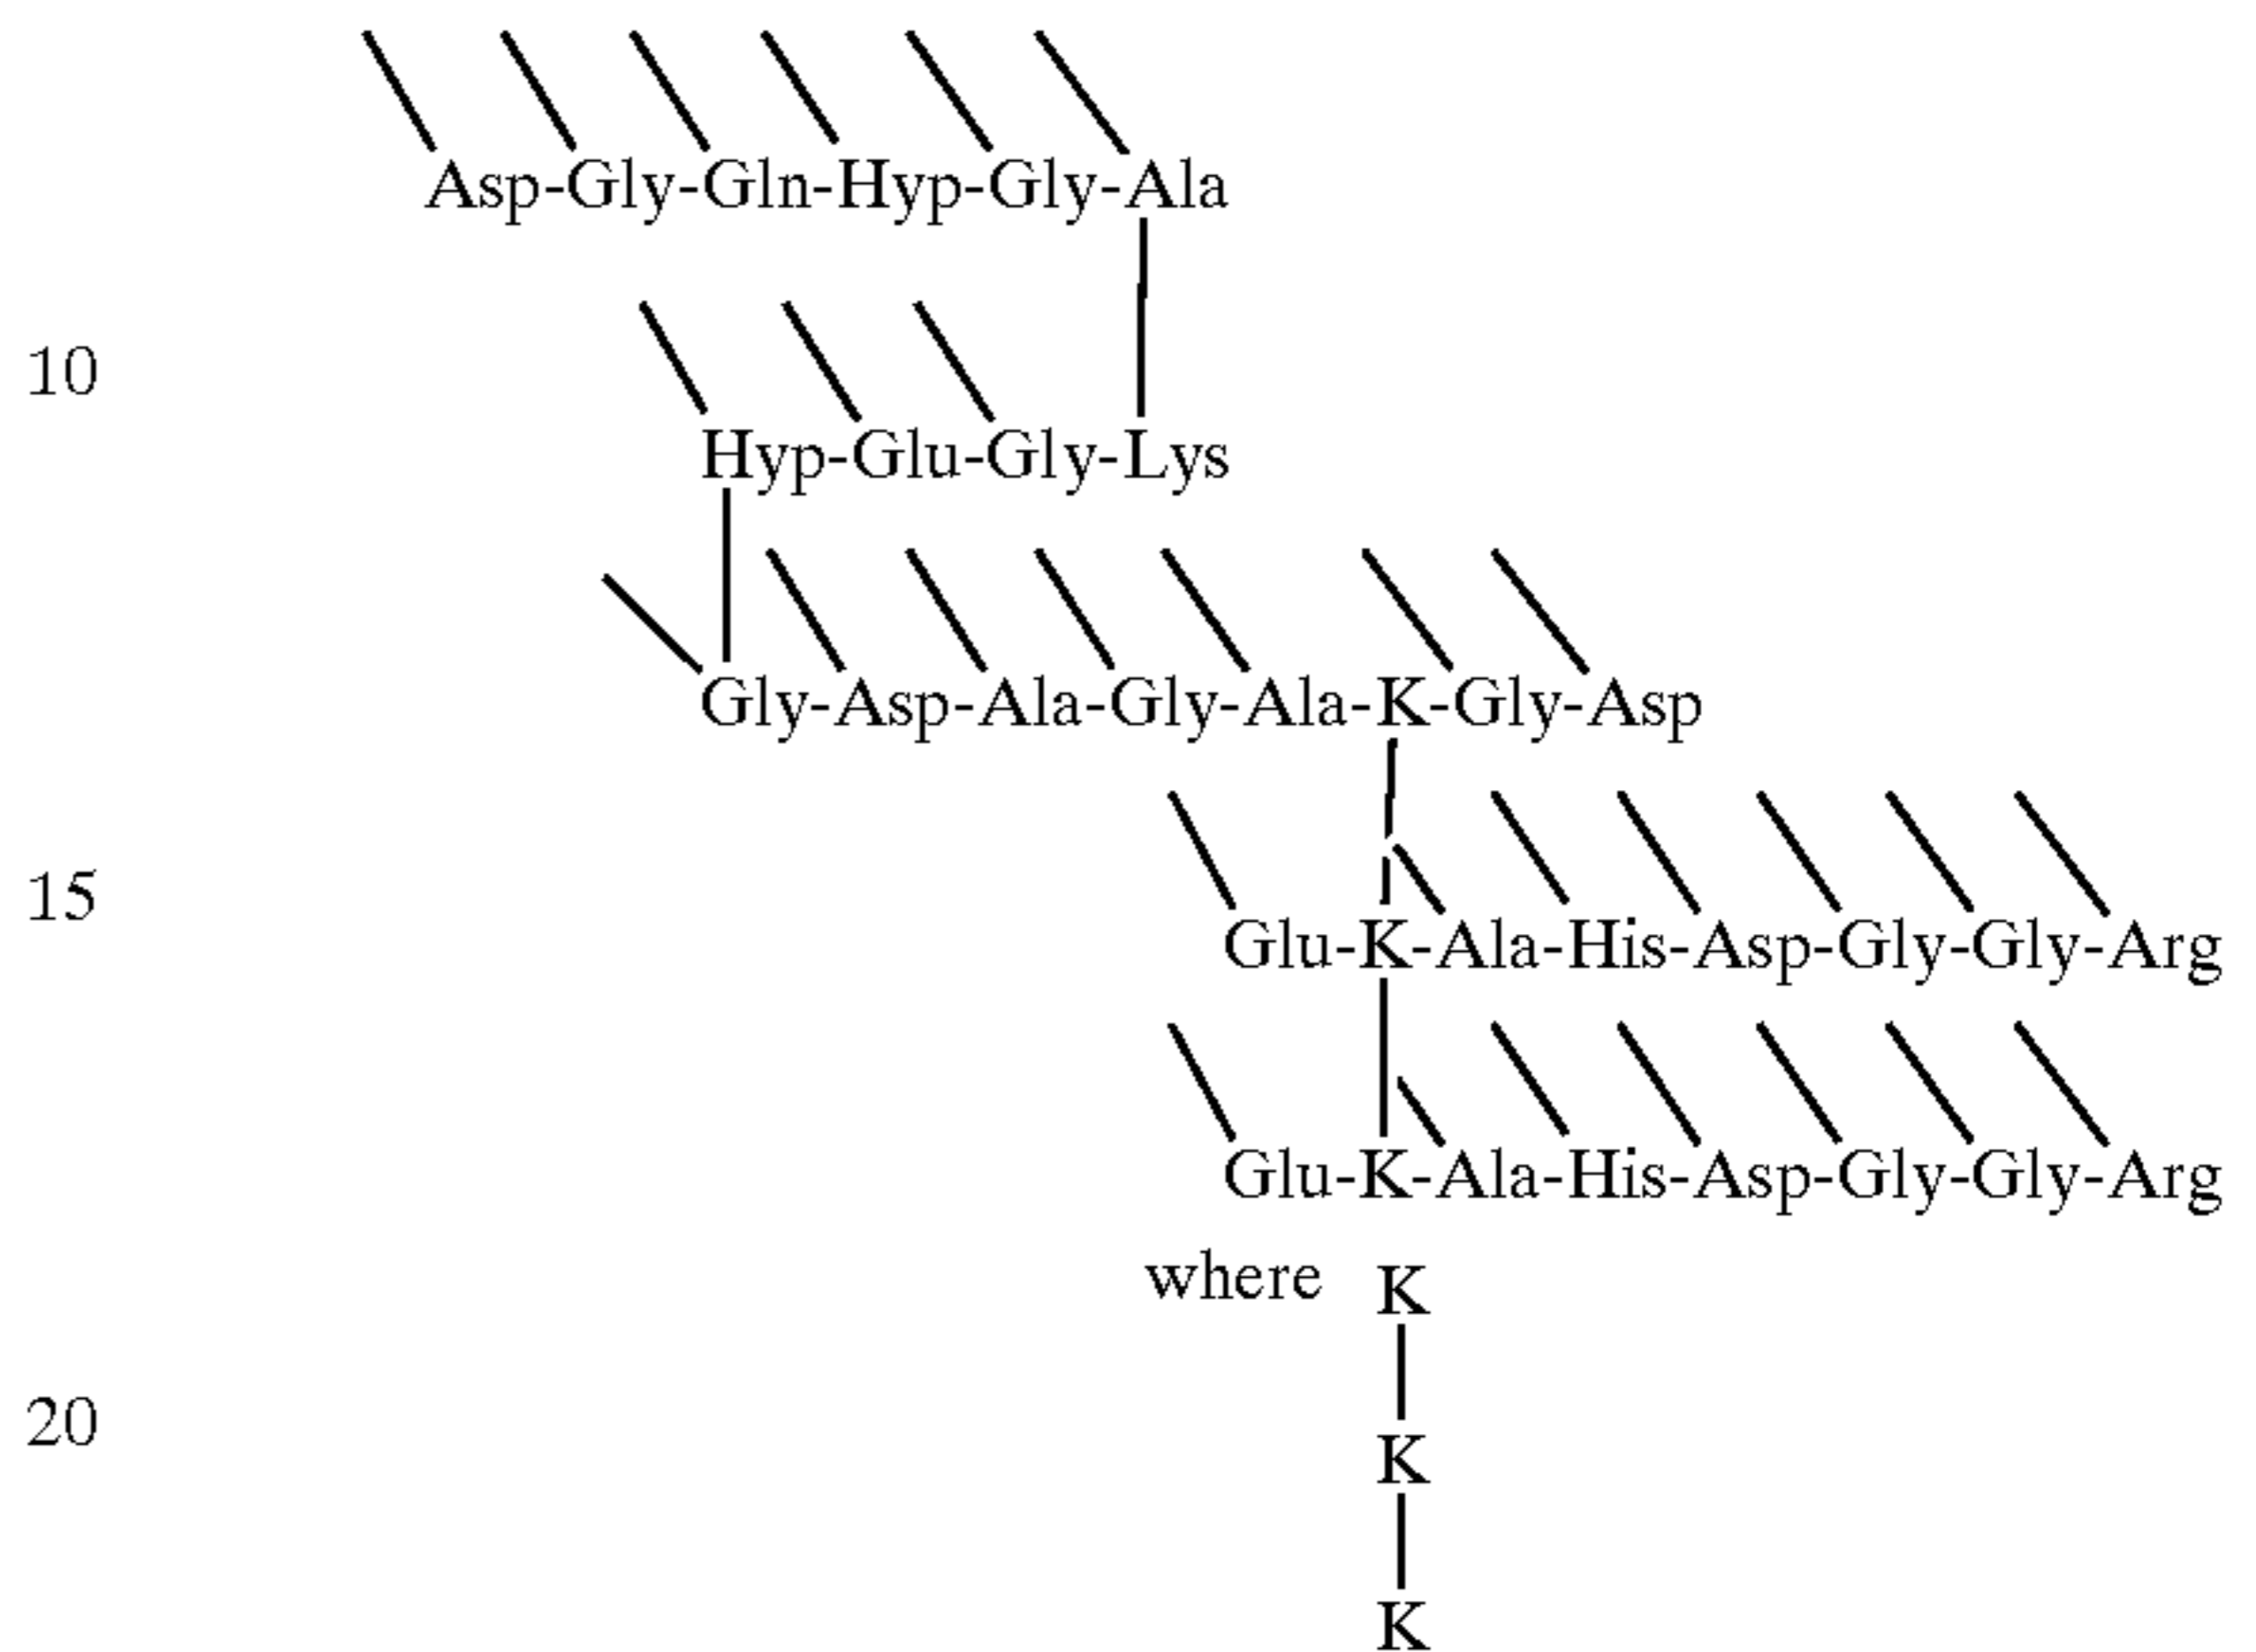 Asp-Gly-Gln-Hyp-Gly-Ala
10
Hyp-Glu-Gly-Lys
Gly-Asp-Ala-Gly-Ala-K-Gly-Asp
15
Glu-K-Ala-His-Asp-Gly-Gly-Arg
Glu-K-Ala-His-Asp-Gly-Gly-Arg
where K
20
K
K